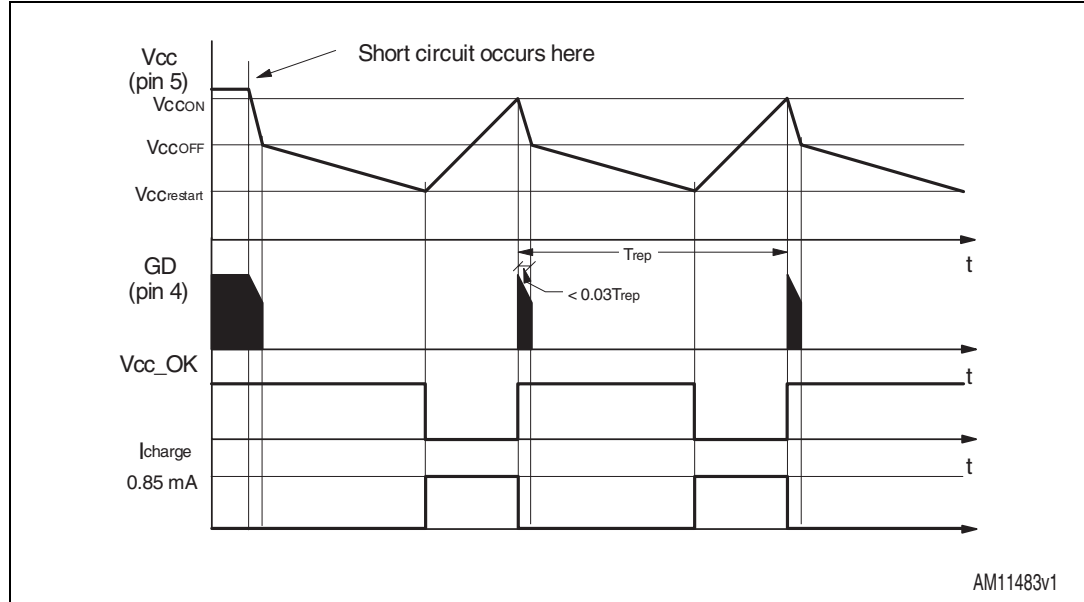 Short circuit occurs here
Vcc
(pin 5)
VccON
VccOFF
Vccrestart
Trep
t
GD
(pin 4)
< 0.03Trep
Vcc_OK
t
Icharge
t
0.85 mA
AM11483v1